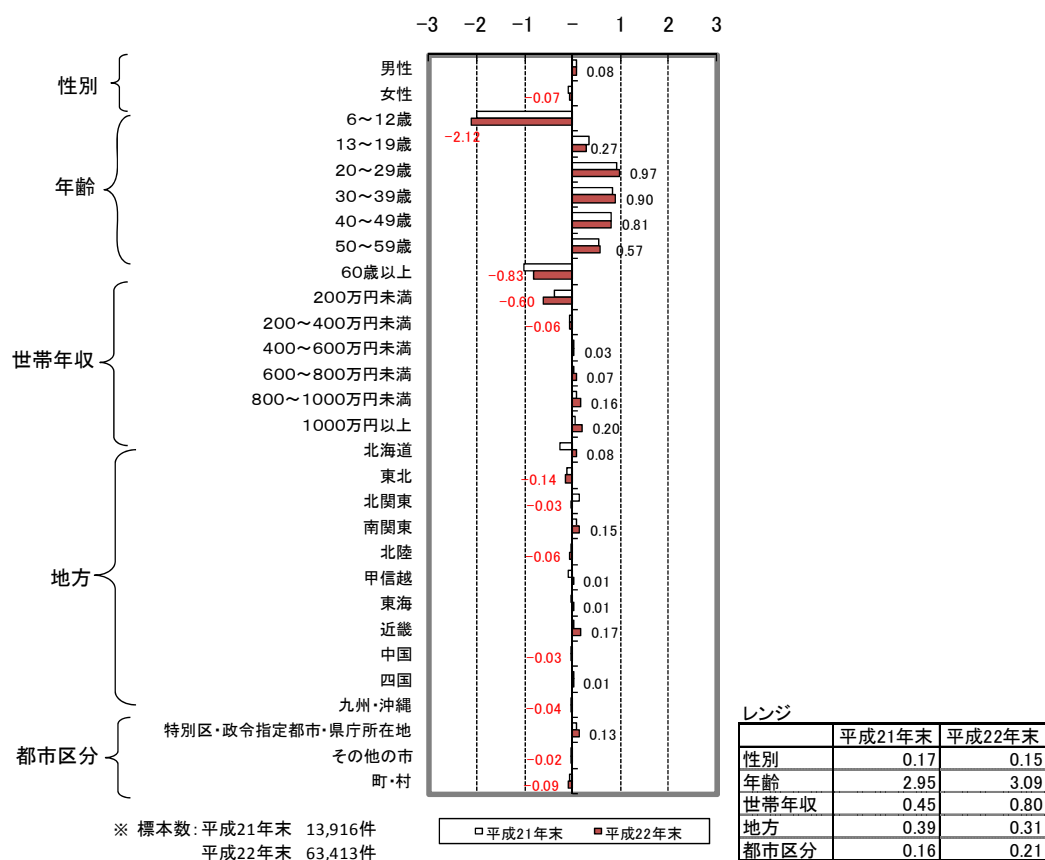 -3 -2 -1 - 1 2 3
性別
男性 0.08
女性 -0.07
年齢
6～12歳 -2.12
13～19歳 0.27
20～29歳 0.97
30～39歳 0.90
40～49歳 0.81
50～59歳 0.57
60歳以上 -0.83
世帯年収
200万円未満 -0.60
200～400万円未満 -0.06
400～600万円未満 0.03
600～800万円未満 0.07
800～1000万円未満 0.16
1000万円以上 0.20
地方
北海道 0.08
東北 -0.14
北関東 -0.03
南関東 0.15
北陸 -0.06
甲信越 0.01
東海 0.01
近畿 0.17
中国 -0.03
四国 0.01
九州・沖縄 -0.04
都市区分
特別区・政令指定都市・県庁所在地 0.13
その他の市 -0.02
町・村 -0.09
※ 標本数：平成21年末 13,916件
平成22年末 63,413件
平成21年末 平成22年末
レンジ
平成21年末 平成22年末
性別 0.17 0.15
年齢 2.95 3.09
世帯年収 0.45 0.80
地方 0.39 0.31
都市区分 0.16 0.21